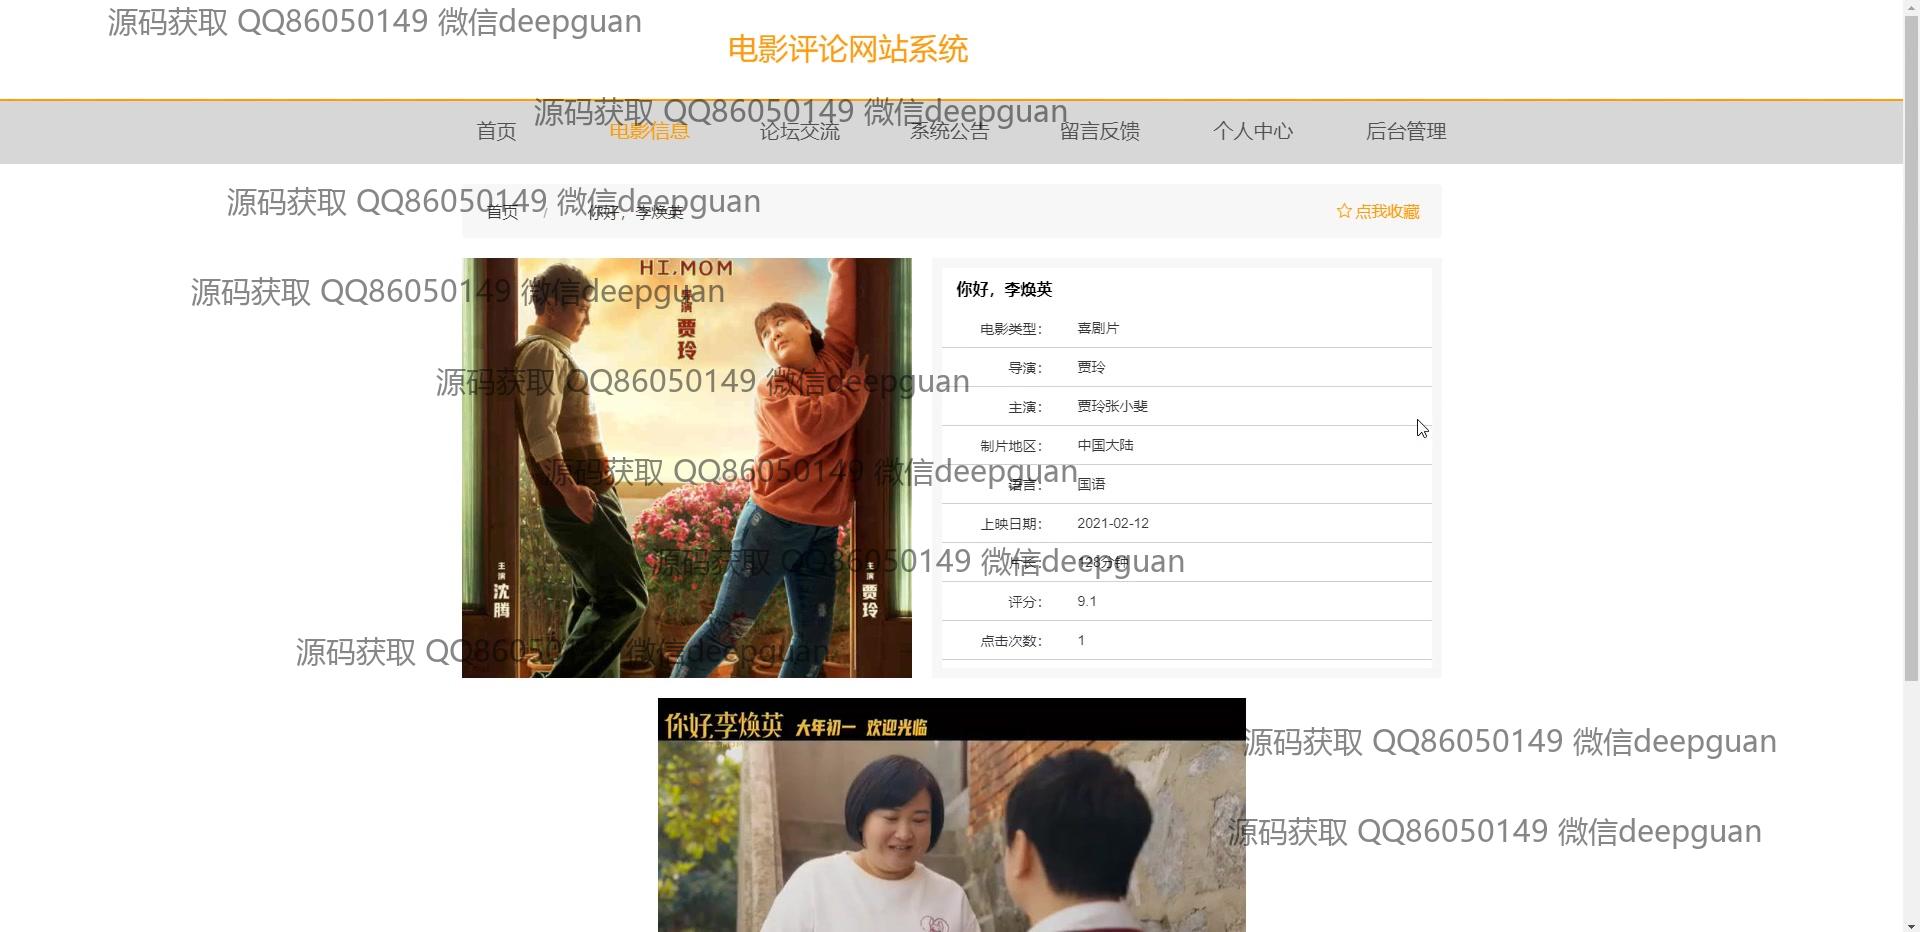 源码获取 QQ86050149 微信deepguan
电影评论网站系统
源码获取 QQ86050149 微信deepguan
首页 电影信息 论坛交流 系统公告 留言反馈 个人中心 后台管理
源码获取 QQ86050149 微信deepguan
首页 / 你好，李焕英 ☆点我收藏
HI,MOM
你好，李焕英
源码获取 QQ86050149 微信deepguan
导演
贾玲
电影类型： 喜剧片
导演： 贾玲
源码获取 QQ86050149 微信deepguan
主演： 贾玲张小斐
制片地区： 中国大陆
源码获取 QQ86050149 微信deepguan
语言： 国语
上映日期： 2021-02-12
源码获取 QQ86050149 微信deepguan
片长： 128分钟
主演
沈腾
主演
贾玲
评分： 9.1
点击次数： 1
源码获取 QQ86050149 微信deepguan
你好,李焕英 大年初一 欢迎光临
源码获取 QQ86050149 微信deepguan
源码获取 QQ86050149 微信deepguan